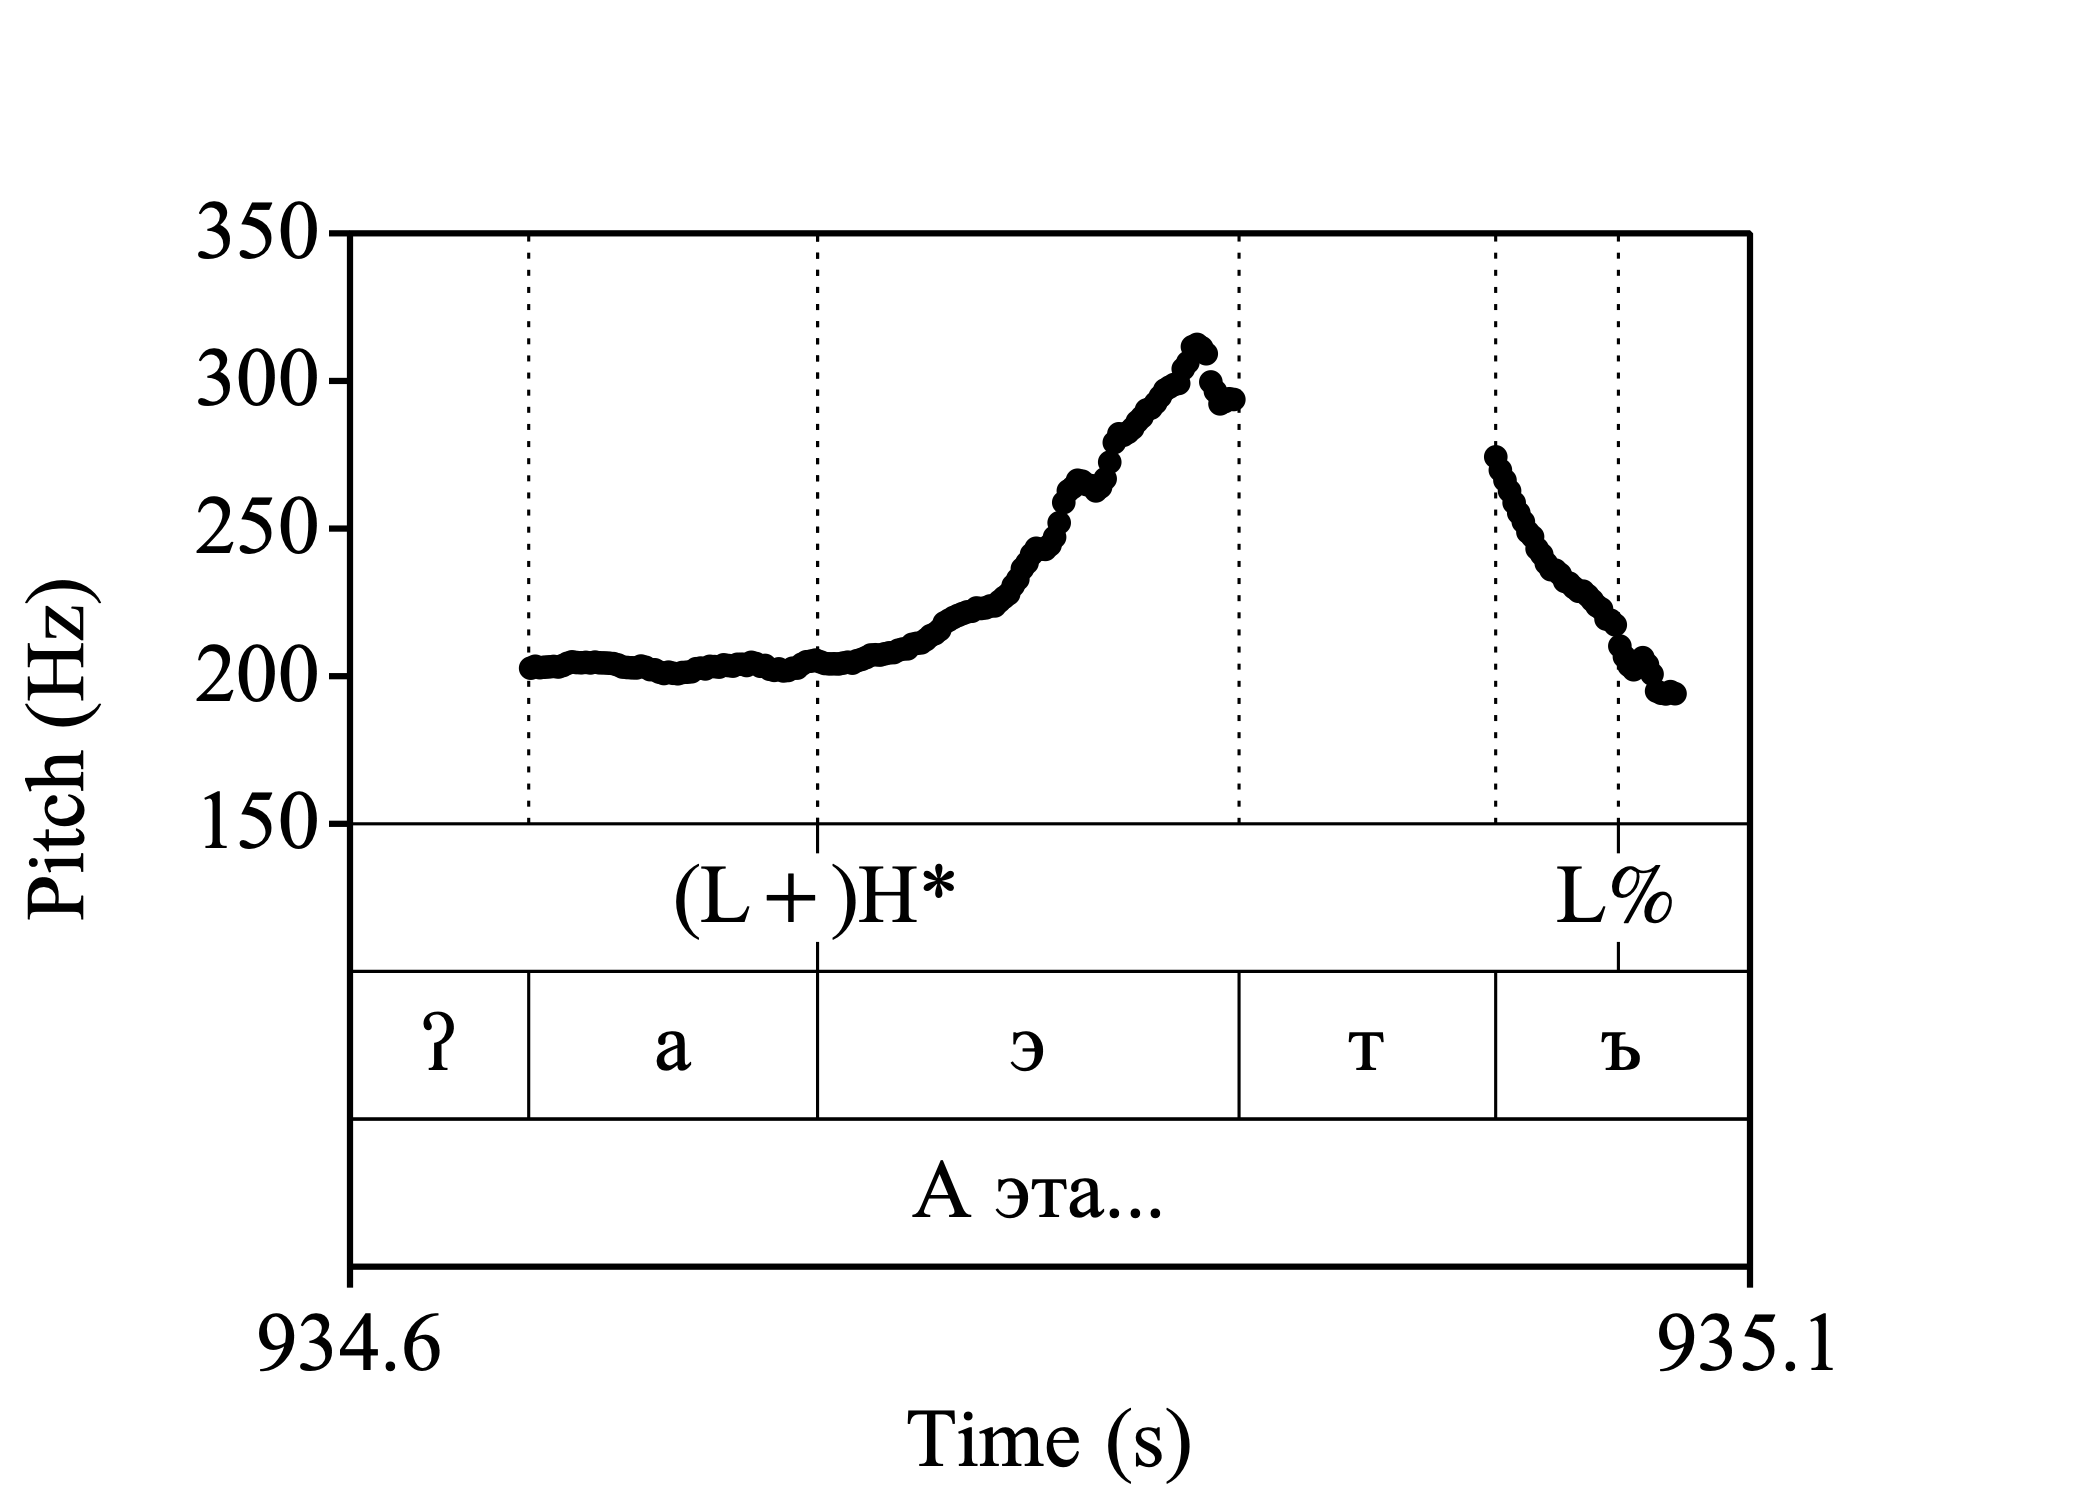 350
300
250
200
150
Pitch (Hz)
(L+)H* L%
ʔ а э т ъ
А эта...
934.6 935.1
Time (s)